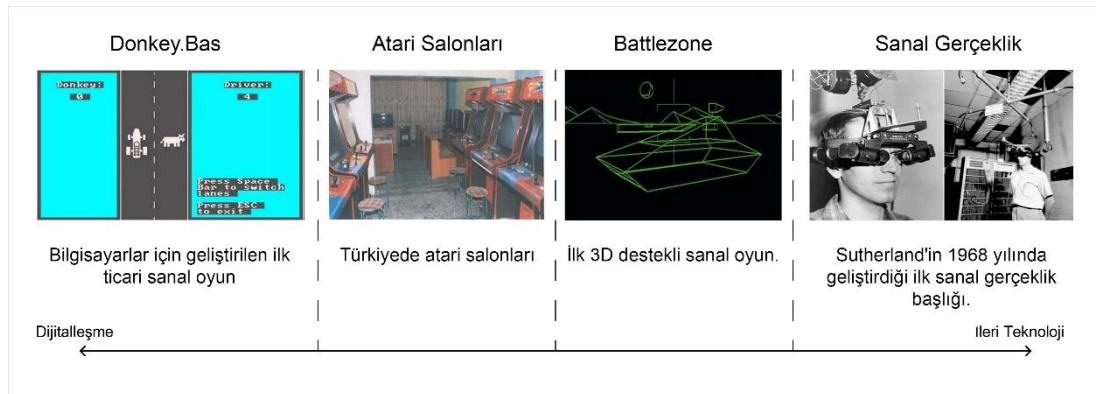 Donkey.Bas
Atari Salonları
Battlezone
Sanal Gerçeklik
Donkey:
0
Driver:
4
Press Space
Bar to switch
lanes
Press ESC
to exit
Bilgisayarlar için geliştirilen ilk
ticari sanal oyun
Türkiyede atari salonları
İlk 3D destekli sanal oyun.
Sutherland'in 1968 yılında
geliştirdiği ilk sanal gerçeklik
başlığı.
Dijitalleşme
İleri Teknoloji